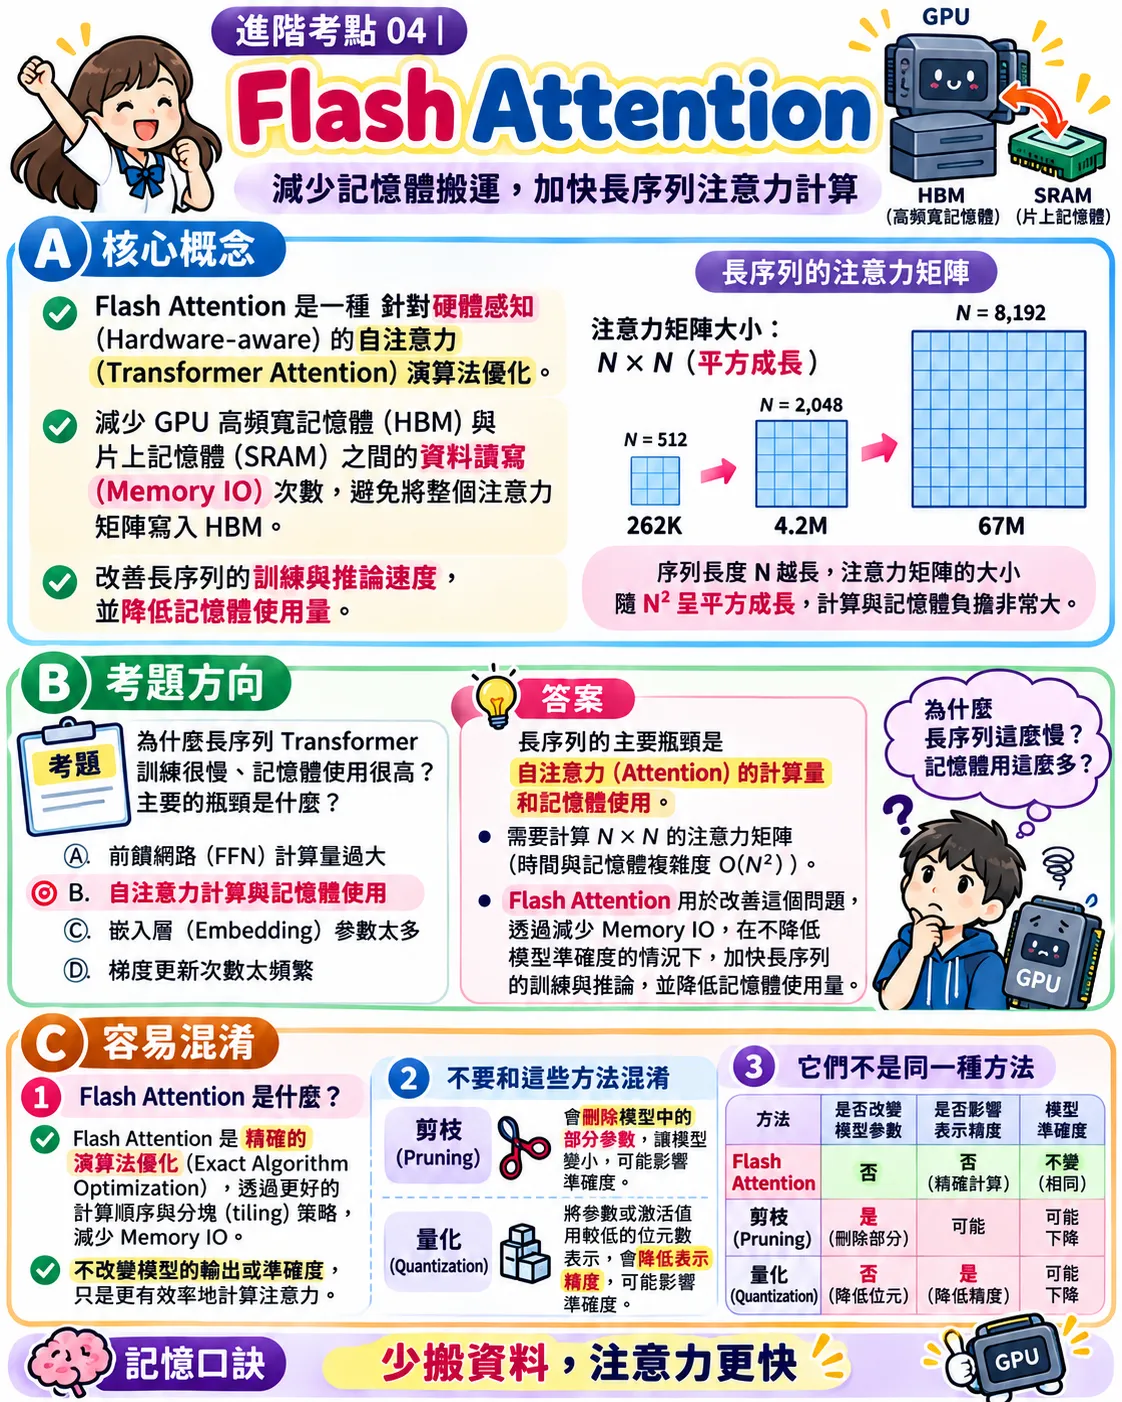 進階考點 04 |
Flash Attention
減少記憶體搬運，加快長序列注意力計算
GPU
HBM
(高頻寬記憶體)
SRAM
(片上記憶體)
A 核心概念
Flash Attention 是一種 針對硬體感知
(Hardware-aware) 的自注意力
(Transformer Attention) 演算法優化。
減少 GPU 高頻寬記憶體 (HBM) 與
片上記憶體 (SRAM) 之間的資料讀寫
(Memory IO) 次數，避免將整個注意力
矩陣寫入 HBM。
改善長序列的訓練與推論速度，
並降低記憶體使用量。
長序列的注意力矩陣
注意力矩陣大小：
N × N（平方成長）
N = 512
262K
N = 2,048
4.2M
N = 8,192
67M
序列長度 N 越長，注意力矩陣的大小
隨 N² 呈平方成長，計算與記憶體負擔非常大。
B 考題方向
考題
為什麼長序列 Transformer
訓練很慢、記憶體使用很高？
主要的瓶頸是什麼？
Ⓐ. 前饋網路 (FFN) 計算量過大
B. 自注意力計算與記憶體使用
Ⓒ. 嵌入層（Embedding）參數太多
Ⓓ. 梯度更新次數太頻繁
答案
長序列的主要瓶頸是
自注意力 (Attention) 的計算量
和記憶體使用。
● 需要計算 N × N 的注意力矩陣
(時間與記憶體複雜度 O(N²) )。
● Flash Attention 用於改善這個問題，
透過減少 Memory IO，在不降低
模型準確度的情況下，加快長序列
的訓練與推論，並降低記憶體使用量。
為什麼
長序列這麼慢？
記憶體用這麼多？
?
GPU
C 容易混淆
1 Flash Attention 是什麼？
Flash Attention 是 精確的
演算法優化 (Exact Algorithm
Optimization) ，透過更好的
計算順序與分塊 (tiling) 策略，
減少 Memory IO。
不改變模型的輸出或準確度，
只是更有效率地計算注意力。
2 不要和這些方法混淆
剪枝
(Pruning)
會刪除模型中的
部分參數，讓模型
變小，可能影響
準確度。
量化
(Quantization)
將參數或激活值
用較低的位元數
表示，會降低表示
精度，可能影響
準確度。
3 它們不是同一種方法
方法
是否改變
模型參數
是否影響
表示精度
模型
準確度
Flash
Attention
否
否
(精確計算)
不變
(相同)
剪枝
(Pruning)
是
(刪除部分)
可能
可能
下降
量化
(Quantization)
否
(降低位元)
是
(降低精度)
可能
下降
記憶口訣
少搬資料，注意力更快
GPU